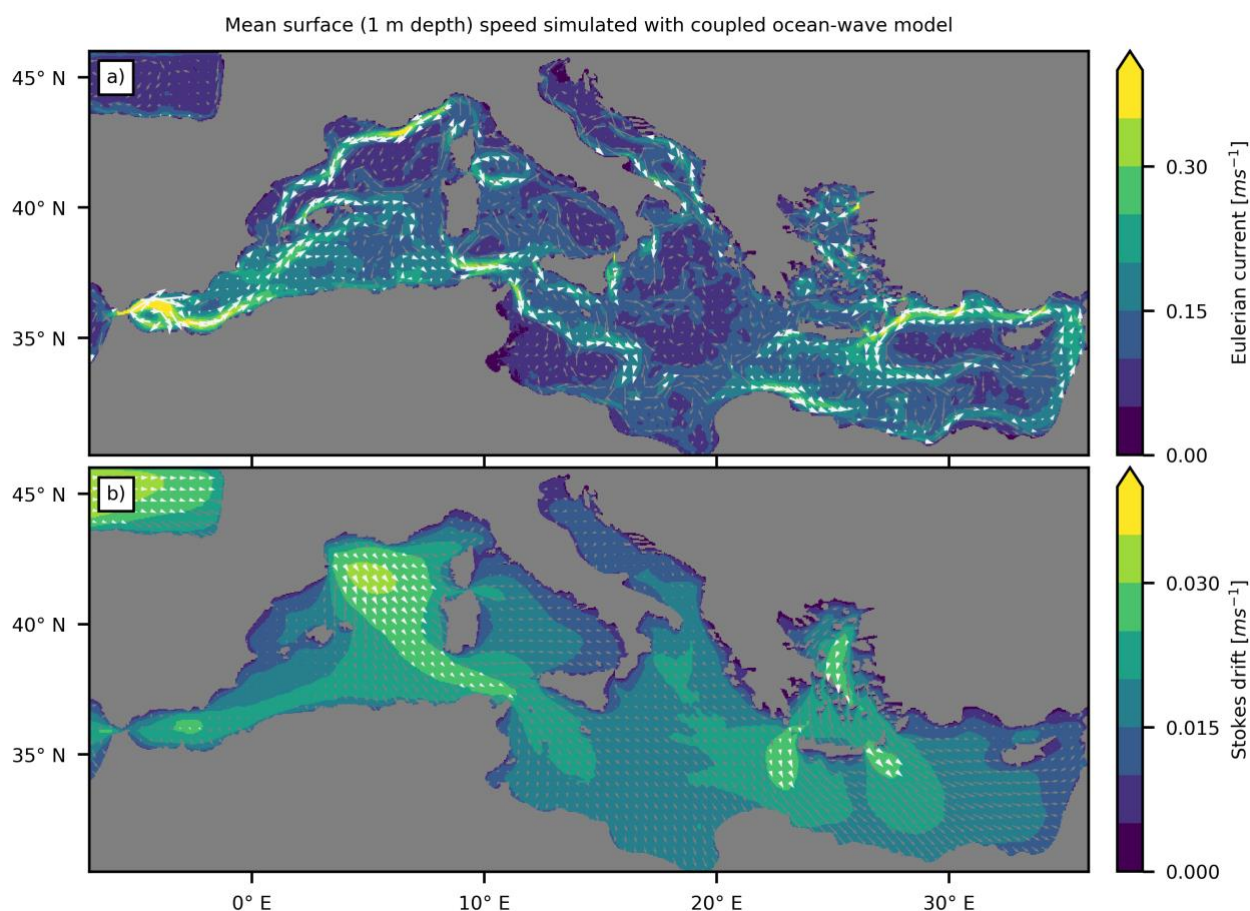 Mean surface (1 m depth) speed simulated with coupled ocean-wave model
a)
45° N
40° N
35° N
0.30
0.15
0.00
Eulerian current [ms⁻¹]
b)
45° N
40° N
35° N
0.030
0.015
0.000
Stokes drift [ms⁻¹]
0° E
10° E
20° E
30° E